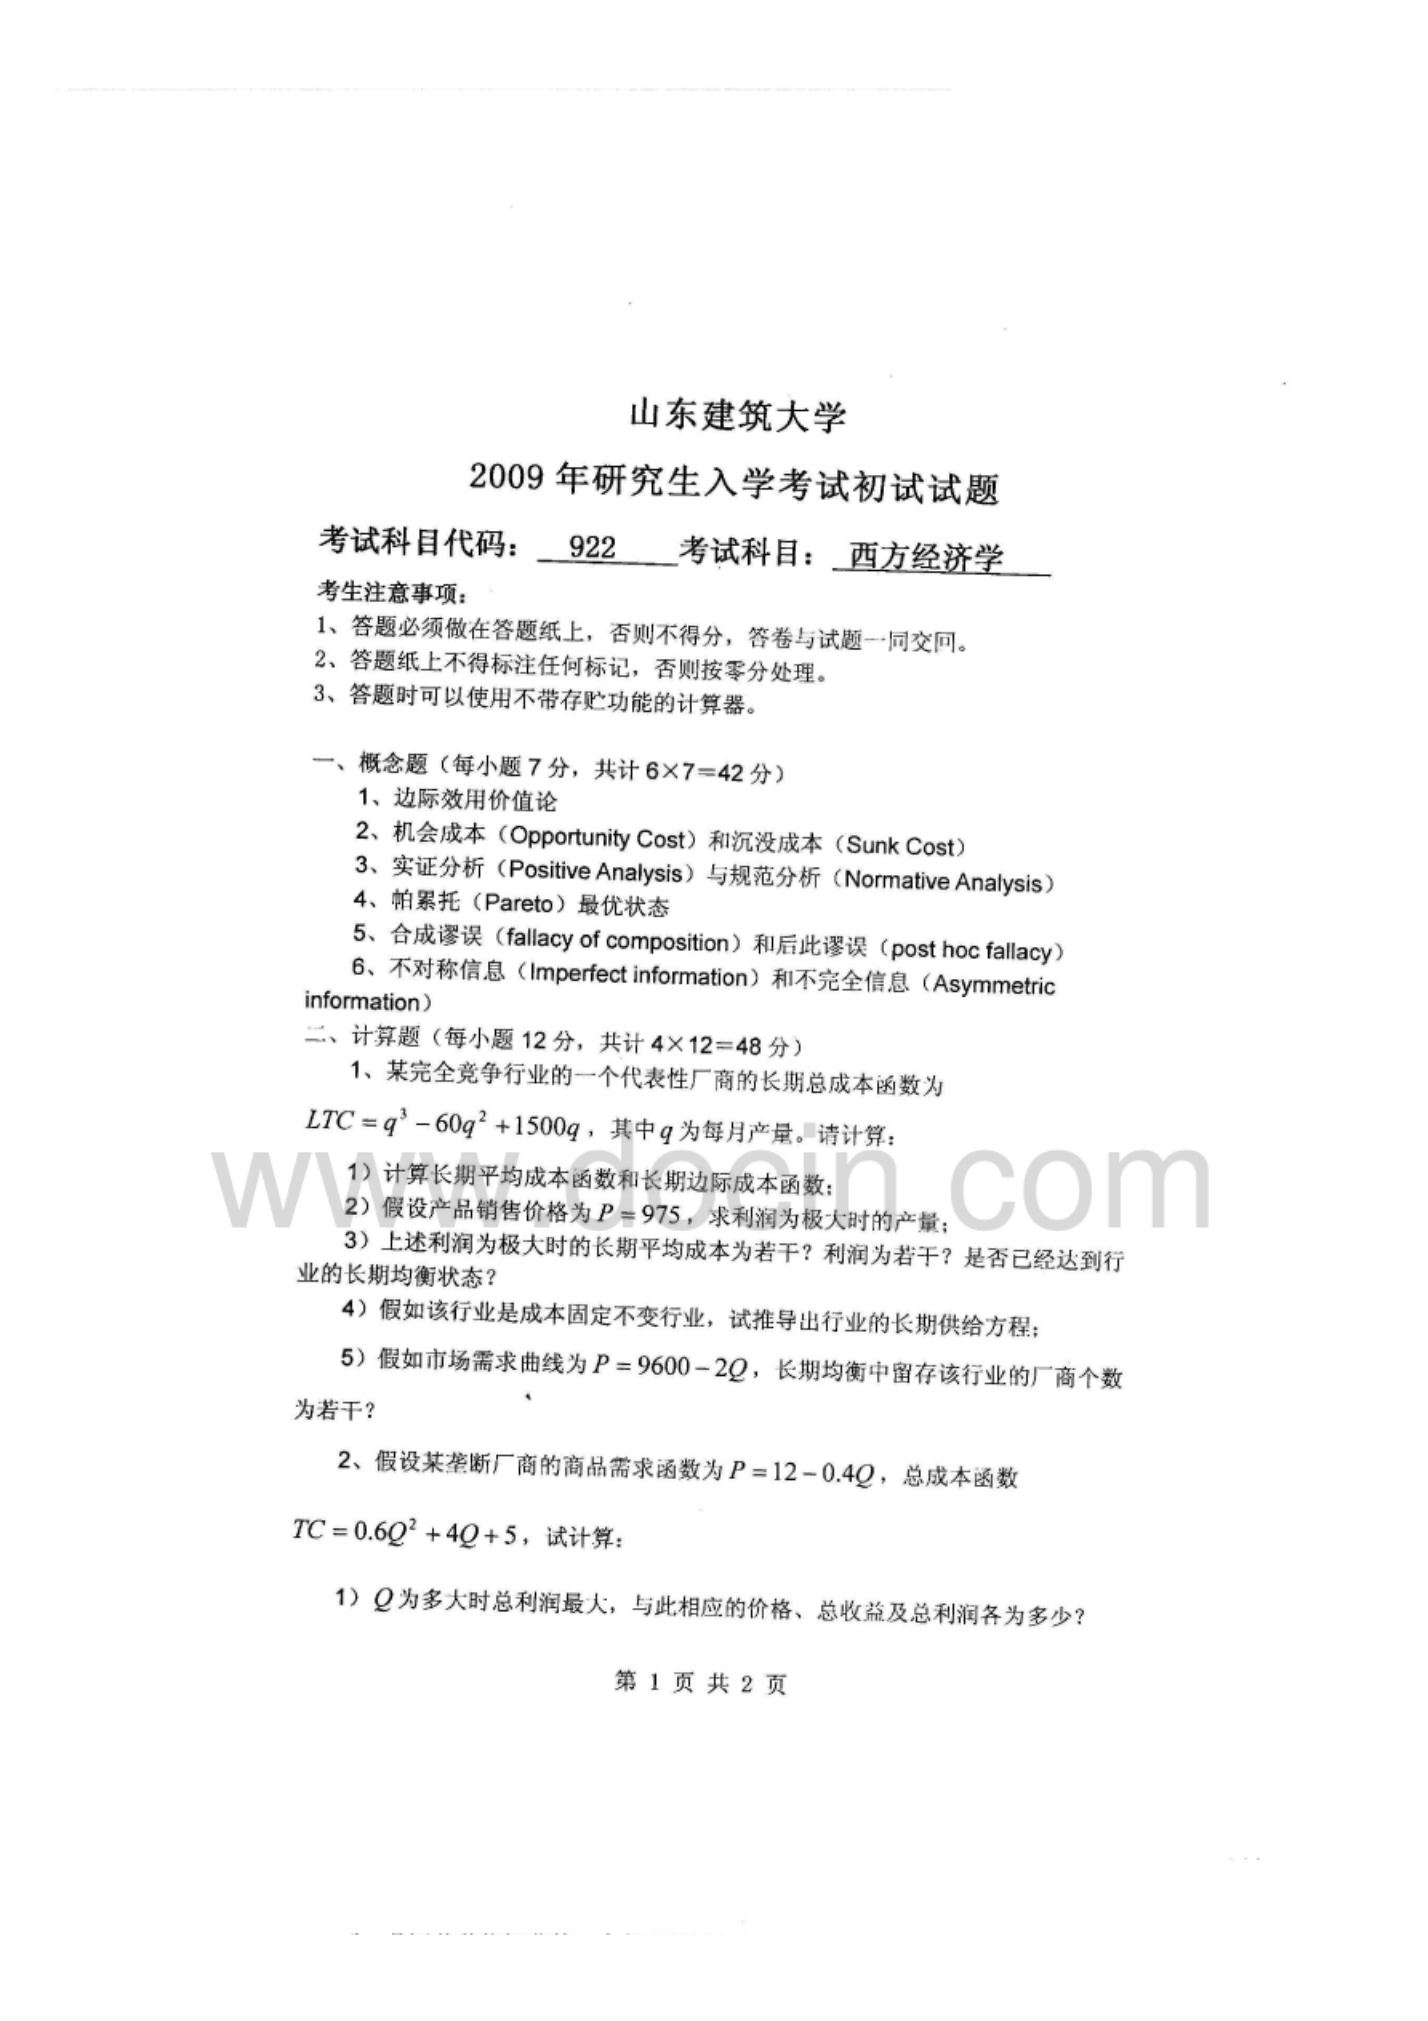 山东建筑大学
2009 年研究生入学考试初试试题
考试科目代码： 922 考试科目： 西方经济学
考生注意事项：
1、答题必须做在答题纸上，否则不得分，答卷与试题一同交回。
2、答题纸上不得标注任何标记，否则按零分处理。
3、答题时可以使用不带存贮功能的计算器。
一、概念题（每小题 7 分，共计 6×7＝42 分）
1、边际效用价值论
2、机会成本（Opportunity Cost）和沉没成本（Sunk Cost）
3、实证分析（Positive Analysis）与规范分析（Normative Analysis）
4、帕累托（Pareto）最优状态
5、合成谬误（fallacy of composition）和后此谬误（post hoc fallacy）
6、不对称信息（Imperfect information）和不完全信息（Asymmetric
information）
二、计算题（每小题 12 分，共计 4×12＝48 分）
1、某完全竞争行业的一个代表性厂商的长期总成本函数为
LTC = q³ − 60q² + 1500q，其中 q 为每月产量。请计算：
www.docin.com
1）计算长期平均成本函数和长期边际成本函数；
2）假设产品销售价格为 P = 975，求利润为极大时的产量；
3）上述利润为极大时的长期平均成本为若干？利润为若干？是否已经达到行
业的长期均衡状态？
4）假如该行业是成本固定不变行业，试推导出行业的长期供给方程；
5）假如市场需求曲线为 P = 9600 − 2Q，长期均衡中留存该行业的厂商个数
为若干？
2、假设某垄断厂商的商品需求函数为 P = 12 − 0.4Q，总成本函数
TC = 0.6Q² + 4Q + 5，试计算：
1）Q 为多大时总利润最大，与此相应的价格、总收益及总利润各为多少？
第 1 页 共 2 页